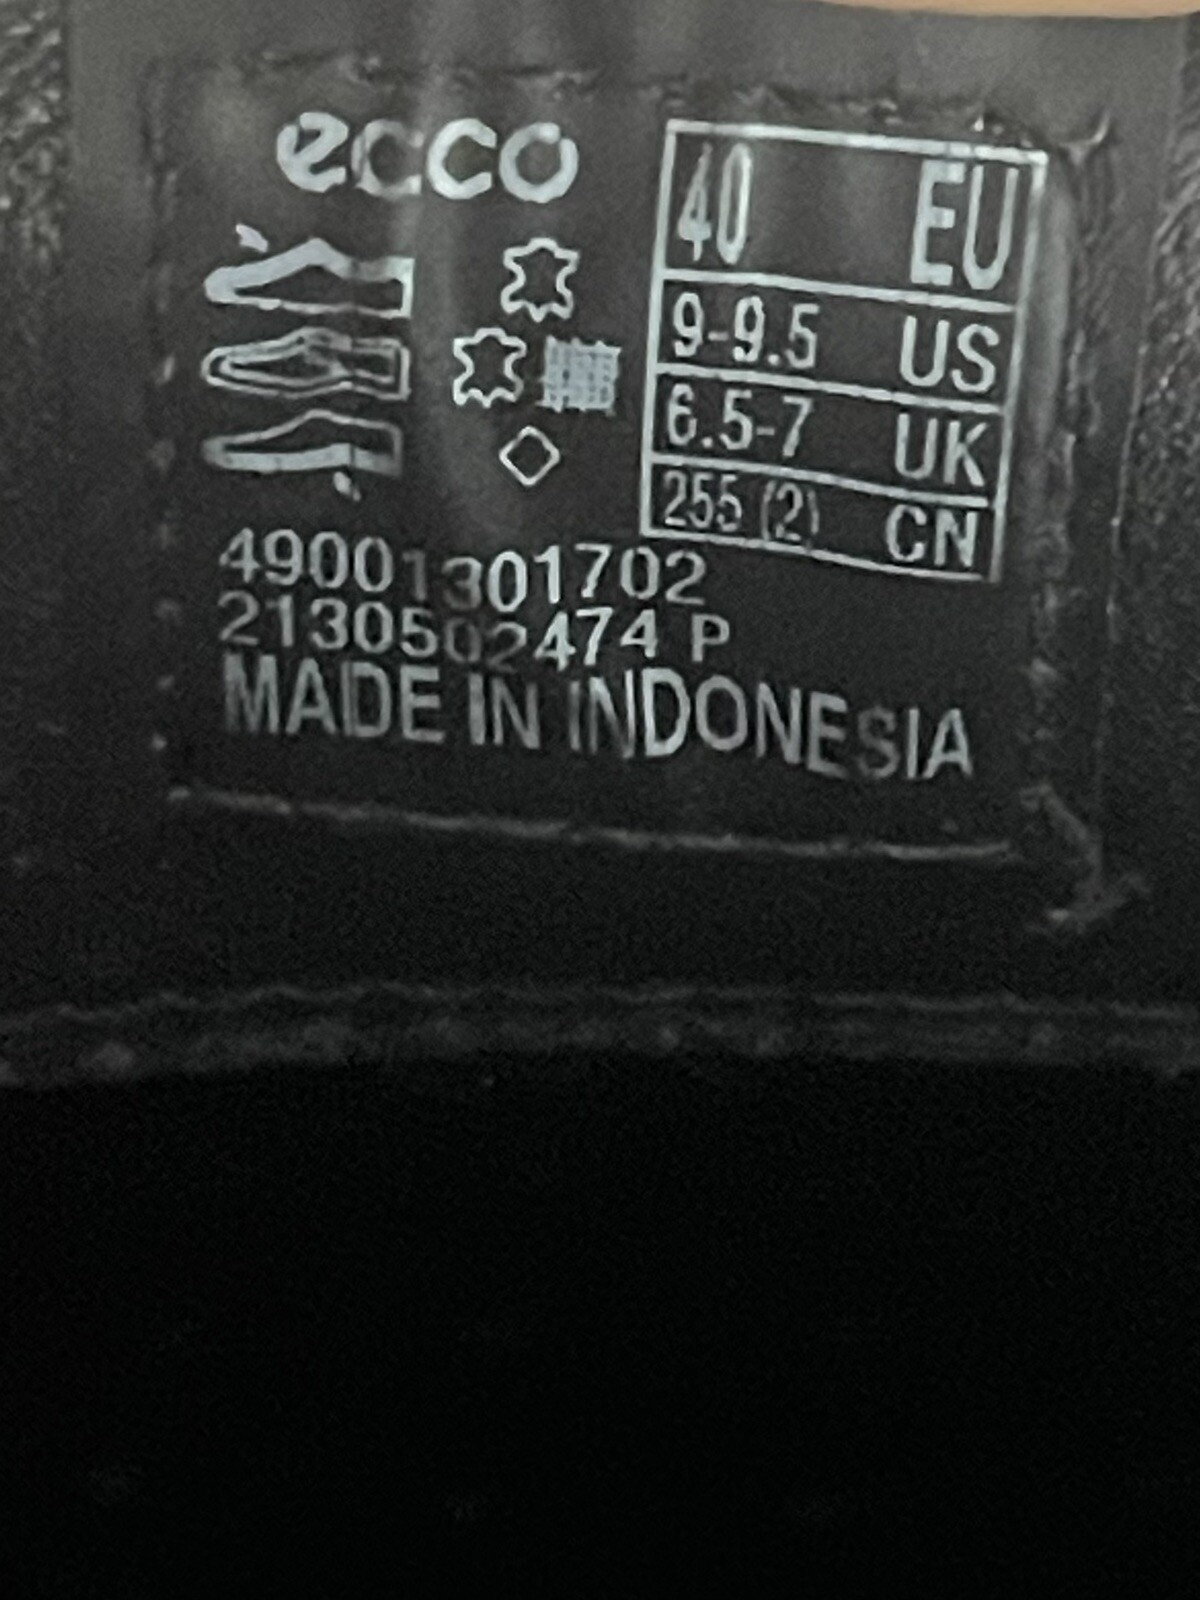 ecco
40 EU
9-9.5 US
6.5-7 UK
255 (2) CN
49001301702
2130502474 P
MADE IN INDONESIA